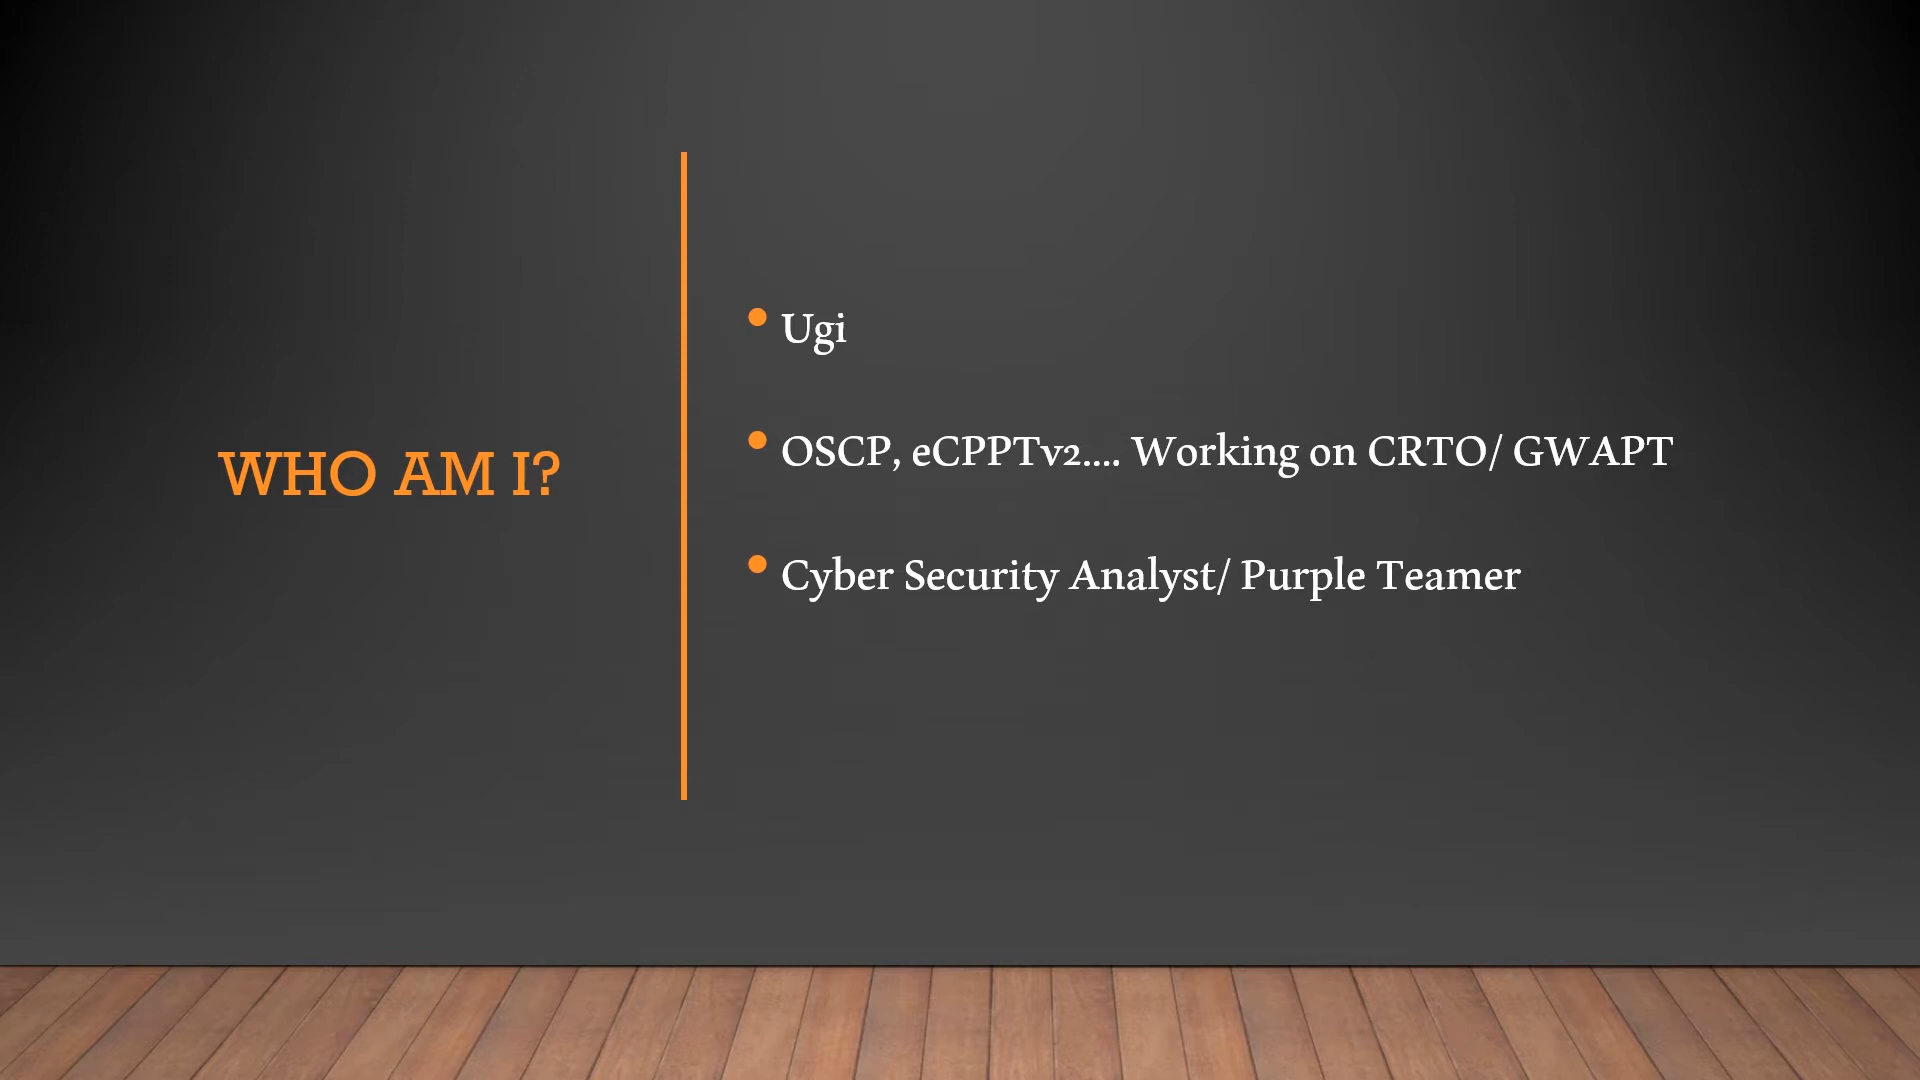 WHO AM I?
• Ugi
• OSCP, eCPPTv2.... Working on CRTO/ GWAPT
• Cyber Security Analyst/ Purple Teamer